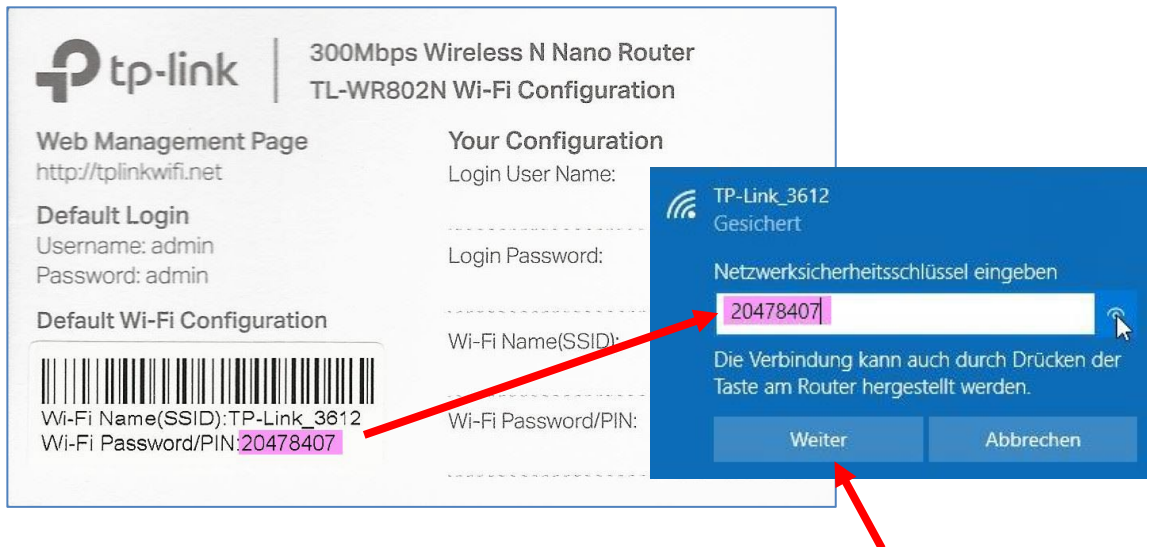 tp-link
300Mbps Wireless N Nano Router
TL-WR802N Wi-Fi Configuration
Web Management Page
http://tplinkwifi.net
Default Login
Username: admin
Password: admin
Default Wi-Fi Configuration
Wi-Fi Name(SSID):TP-Link_3612
Wi-Fi Password/PIN:20478407
Your Configuration
Login User Name:
Login Password:
Wi-Fi Name(SSID):
Wi-Fi Password/PIN:
TP-Link_3612
Gesichert
Netzwerksicherheitsschlüssel eingeben
20478407
Die Verbindung kann auch durch Drücken der
Taste am Router hergestellt werden.
Weiter
Abbrechen